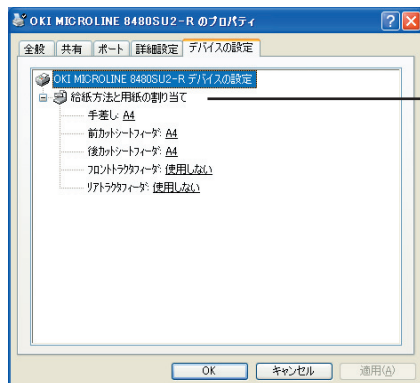 OKI MICROLINE 8480SU2-R のプロパティ
全般 共有 ポート 詳細設定 デバイスの設定
OKI MICROLINE 8480SU2-R デバイスの設定
給紙方法と用紙の割り当て
手差し: A4
前カットシートフィーダ: A4
後カットシートフィーダ: A4
フロントトラクタフィーダ: 使用しない
リアトラクタフィーダ: 使用しない
OK キャンセル 適用(A)